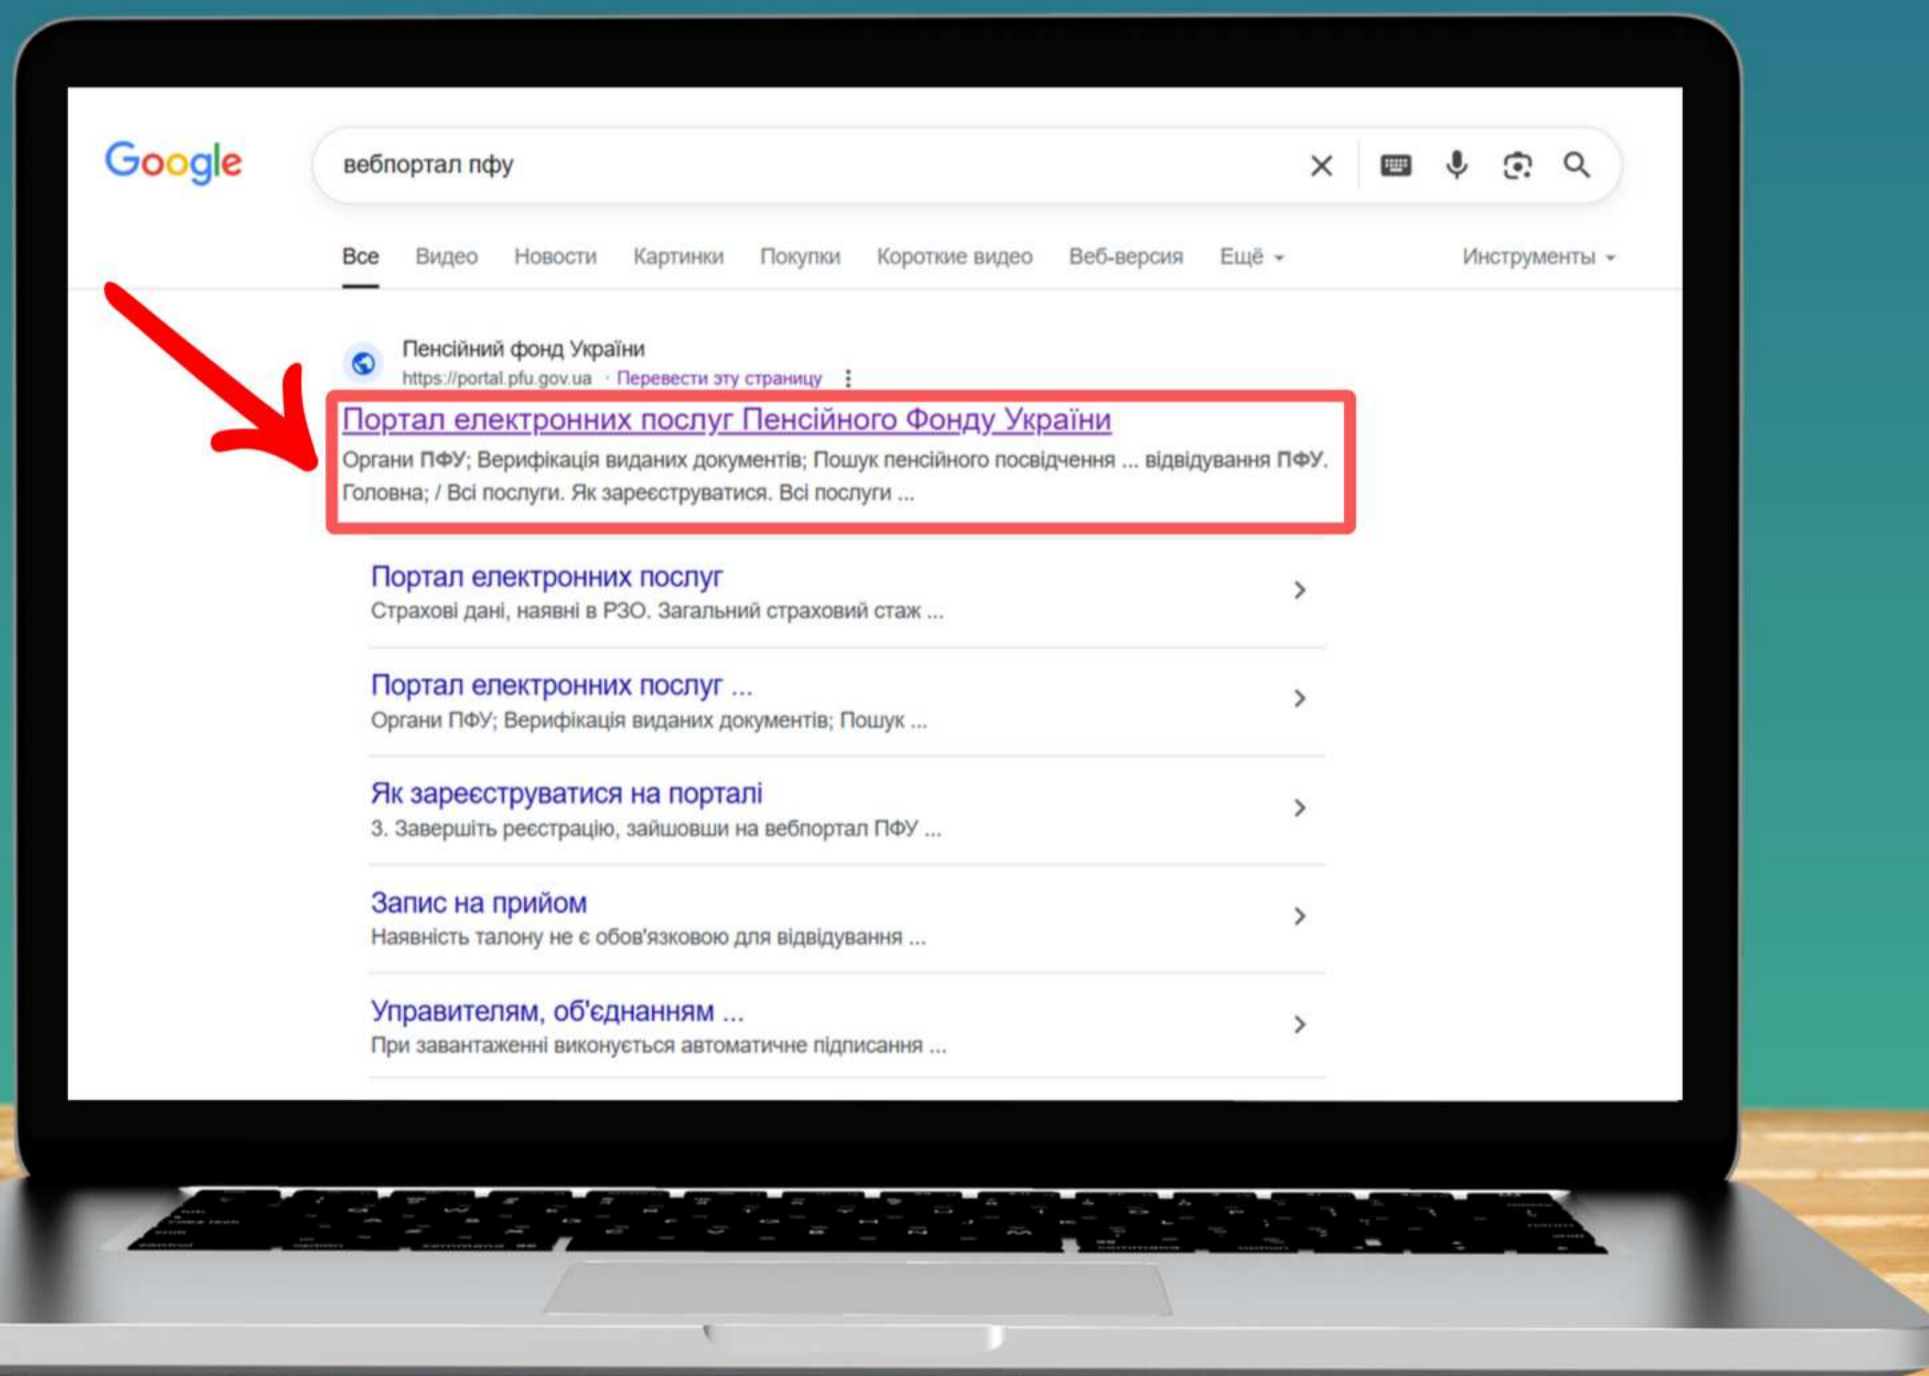 Google
вебпортал пфу
Все Видео Новости Картинки Покупки Короткие видео Веб-версия Ещё Инструменты
Пенсійний фонд України
https://portal.pfu.gov.ua · Перевести эту страницу
Портал електронних послуг Пенсійного Фонду України
Органи ПФУ; Верифікація виданих документів; Пошук пенсійного посвідчення ... відвідування ПФУ.
Головна; / Всі послуги. Як зареєструватися. Всі послуги ...
Портал електронних послуг
Страхові дані, наявні в РЗО. Загальний страховий стаж ...
Портал електронних послуг ...
Органи ПФУ; Верифікація виданих документів; Пошук ...
Як зареєструватися на порталі
3. Завершіть реєстрацію, зайшовши на вебпортал ПФУ ...
Запис на прийом
Наявність талону не є обов'язковою для відвідування ...
Управителям, об'єднанням ...
При завантаженні виконується автоматичне підписання ...